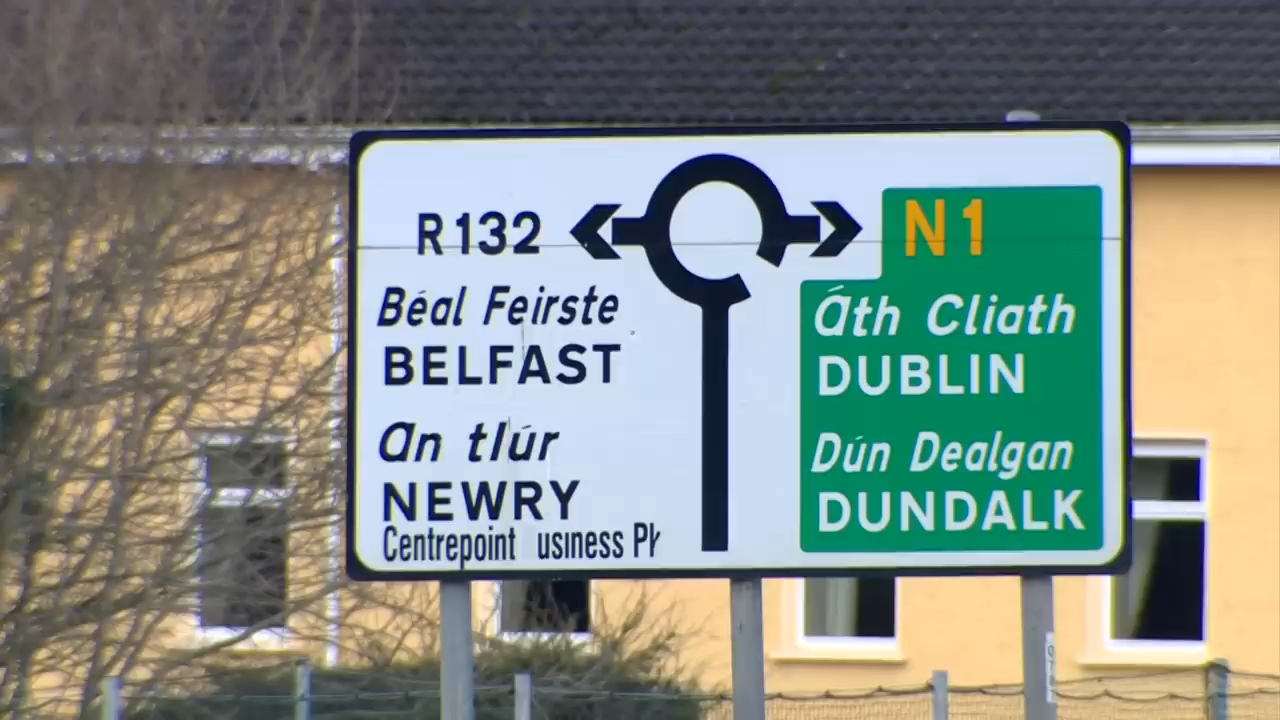 R132
Béal Feirste
BELFAST
An tIúr
NEWRY
Centrepoint usiness Pk
N1
Áth Cliath
DUBLIN
Dún Dealgan
DUNDALK